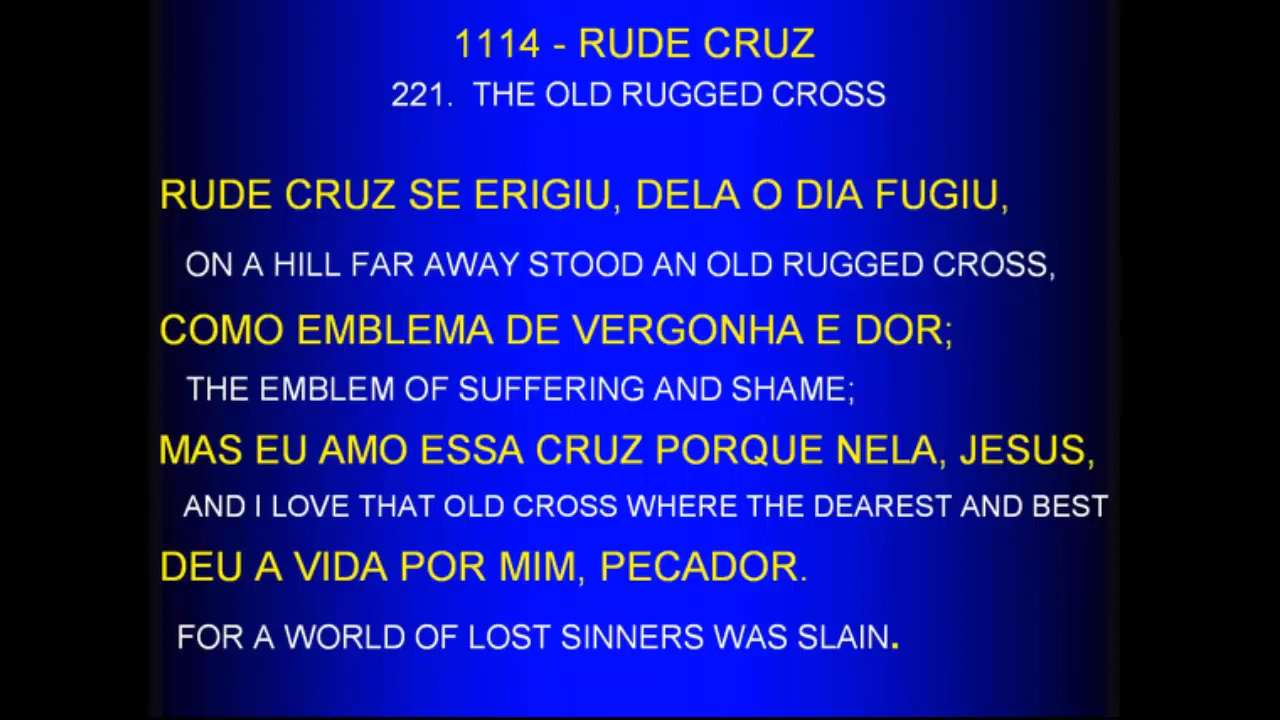 1114 - RUDE CRUZ
221. THE OLD RUGGED CROSS
RUDE CRUZ SE ERIGIU, DELA O DIA FUGIU,
ON A HILL FAR AWAY STOOD AN OLD RUGGED CROSS,
COMO EMBLEMA DE VERGONHA E DOR;
THE EMBLEM OF SUFFERING AND SHAME;
MAS EU AMO ESSA CRUZ PORQUE NELA, JESUS,
AND I LOVE THAT OLD CROSS WHERE THE DEAREST AND BEST
DEU A VIDA POR MIM, PECADOR.
FOR A WORLD OF LOST SINNERS WAS SLAIN.